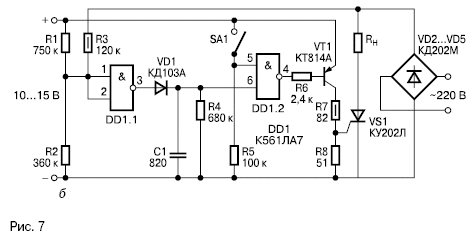 +
R1
750 к
R3
120 к
SA1
VT1
КТ814А
Rн
VD2...VD5
КД202М
&
1
2
3
DD1.1
VD1
КД103А
5
6
&
4
DD1.2
R6
2,4 к
10...15 В
~220 В
R4
680 к
DD1
К561ЛА7
R7
82
VS1
КУ202Л
R2
360 к
C1
820
R5
100 к
R8
51
–
б
Рис. 7